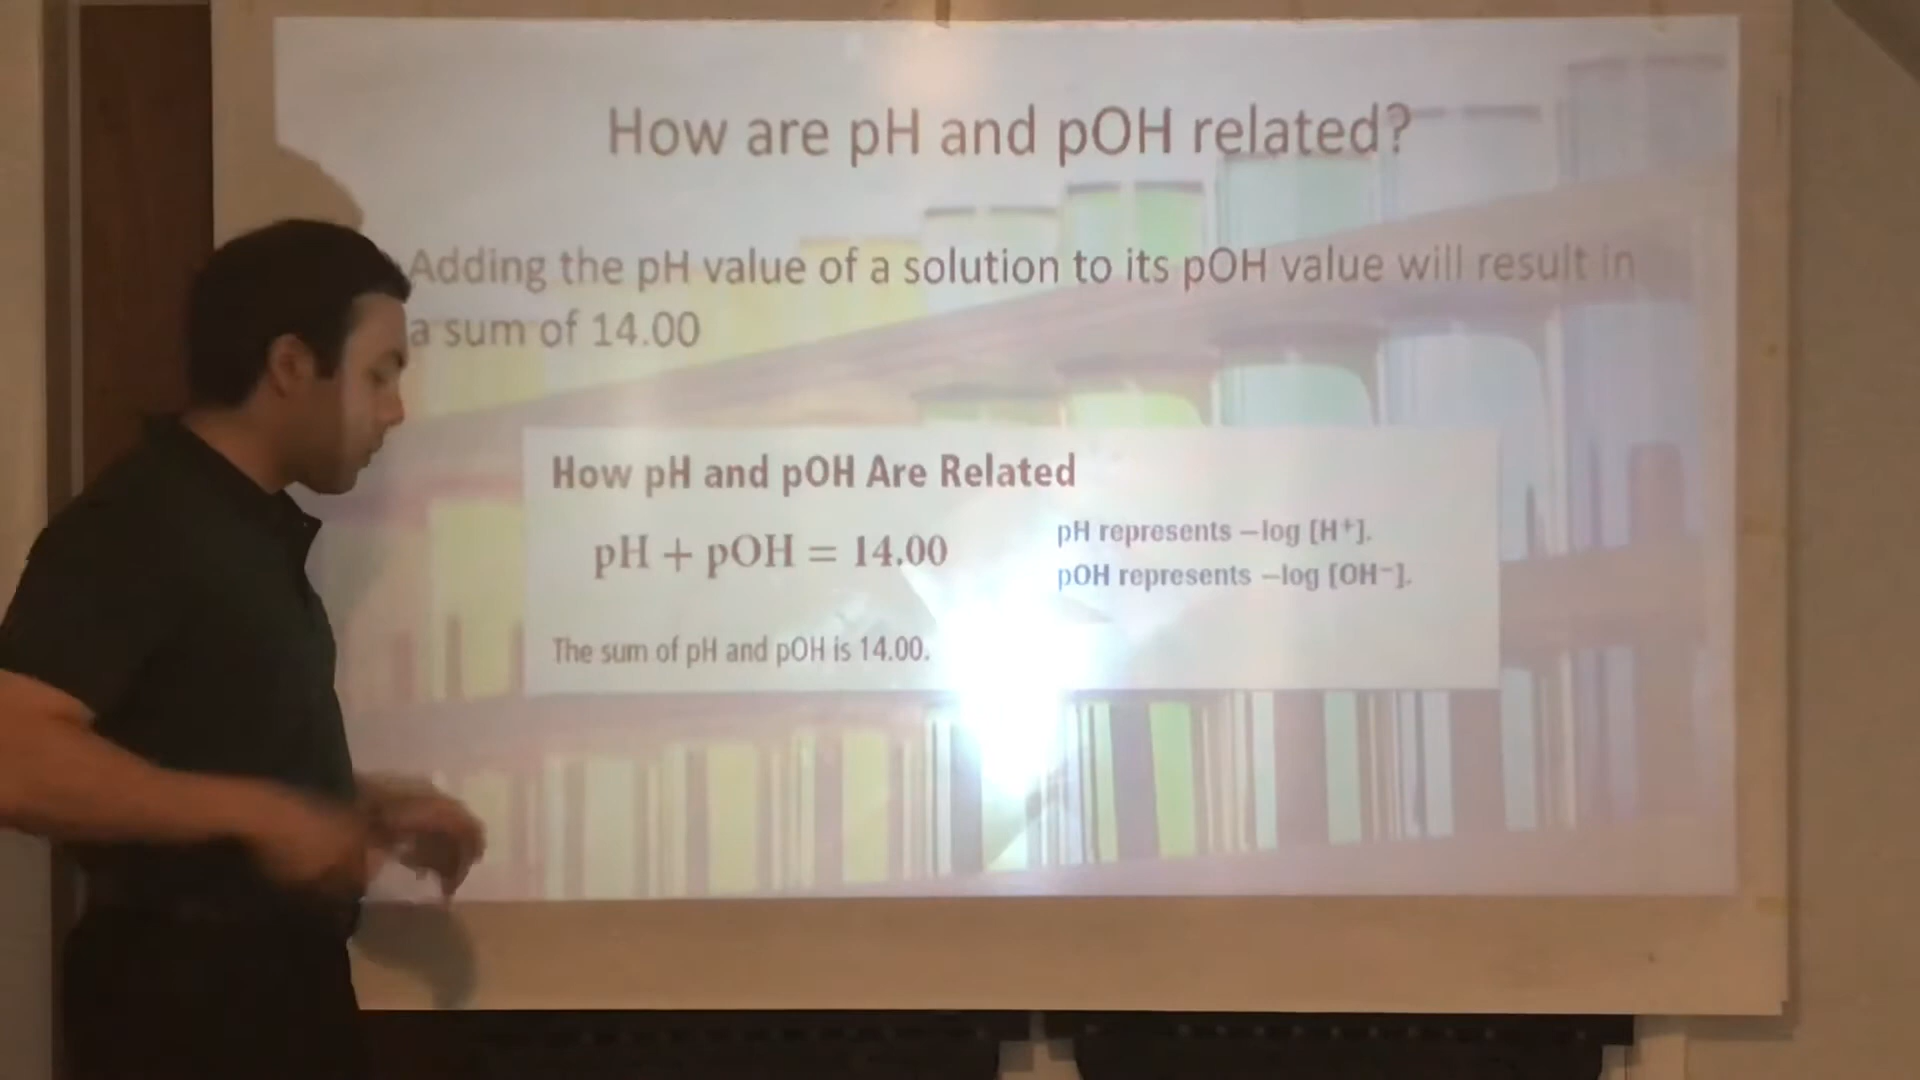 How are pH and pOH related?
Adding the pH value of a solution to its pOH value will result in
a sum of 14.00
How pH and pOH Are Related
pH + pOH = 14.00
pH represents –log [H⁺].
pOH represents –log [OH⁻].
The sum of pH and pOH is 14.00.